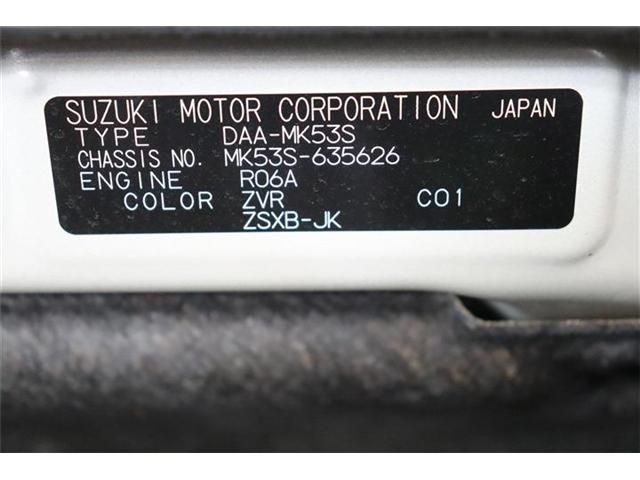 SUZUKI MOTOR CORPORATION JAPAN
TYPE DAA-MK53S
CHASSIS NO. MK53S-635626
ENGINE R06A
COLOR ZVR C01
ZSXB-JK